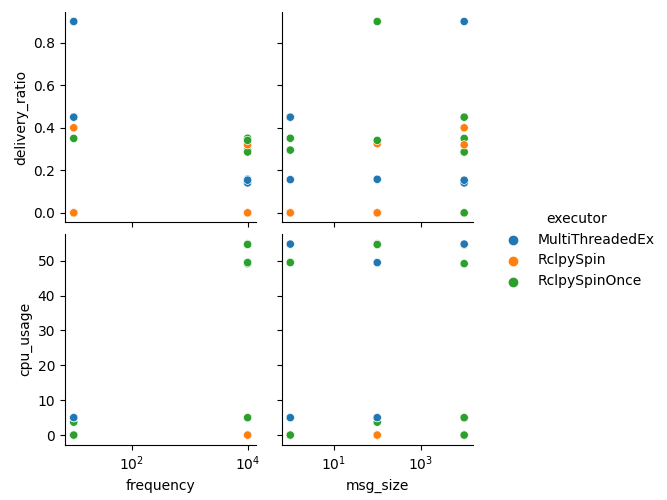 delivery_ratio
0.8
0.6
0.4
0.2
0.0
cpu_usage
50
40
30
20
10
0
10²
10⁴
frequency
10¹
10³
msg_size
executor
MultiThreadedEx
RclpySpin
RclpySpinOnce